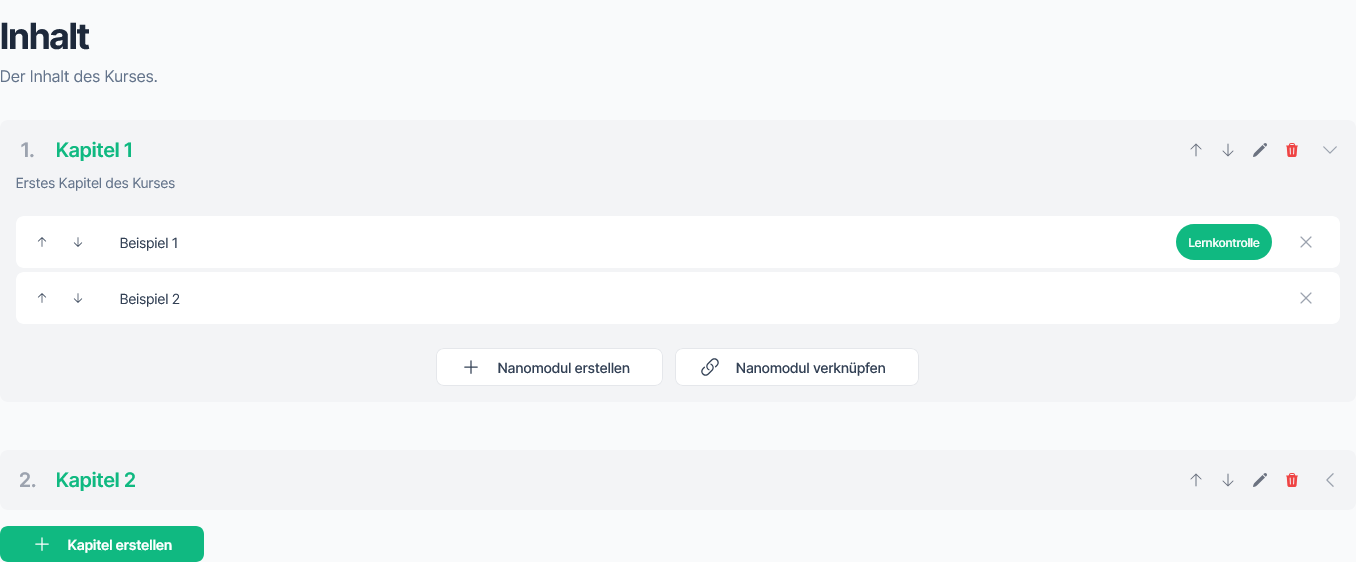 Inhalt
Der Inhalt des Kurses.
1. Kapitel 1
Erstes Kapitel des Kurses
Beispiel 1 Lernkontrolle
Beispiel 2
Nanomodul erstellen Nanomodul verknüpfen
2. Kapitel 2
Kapitel erstellen